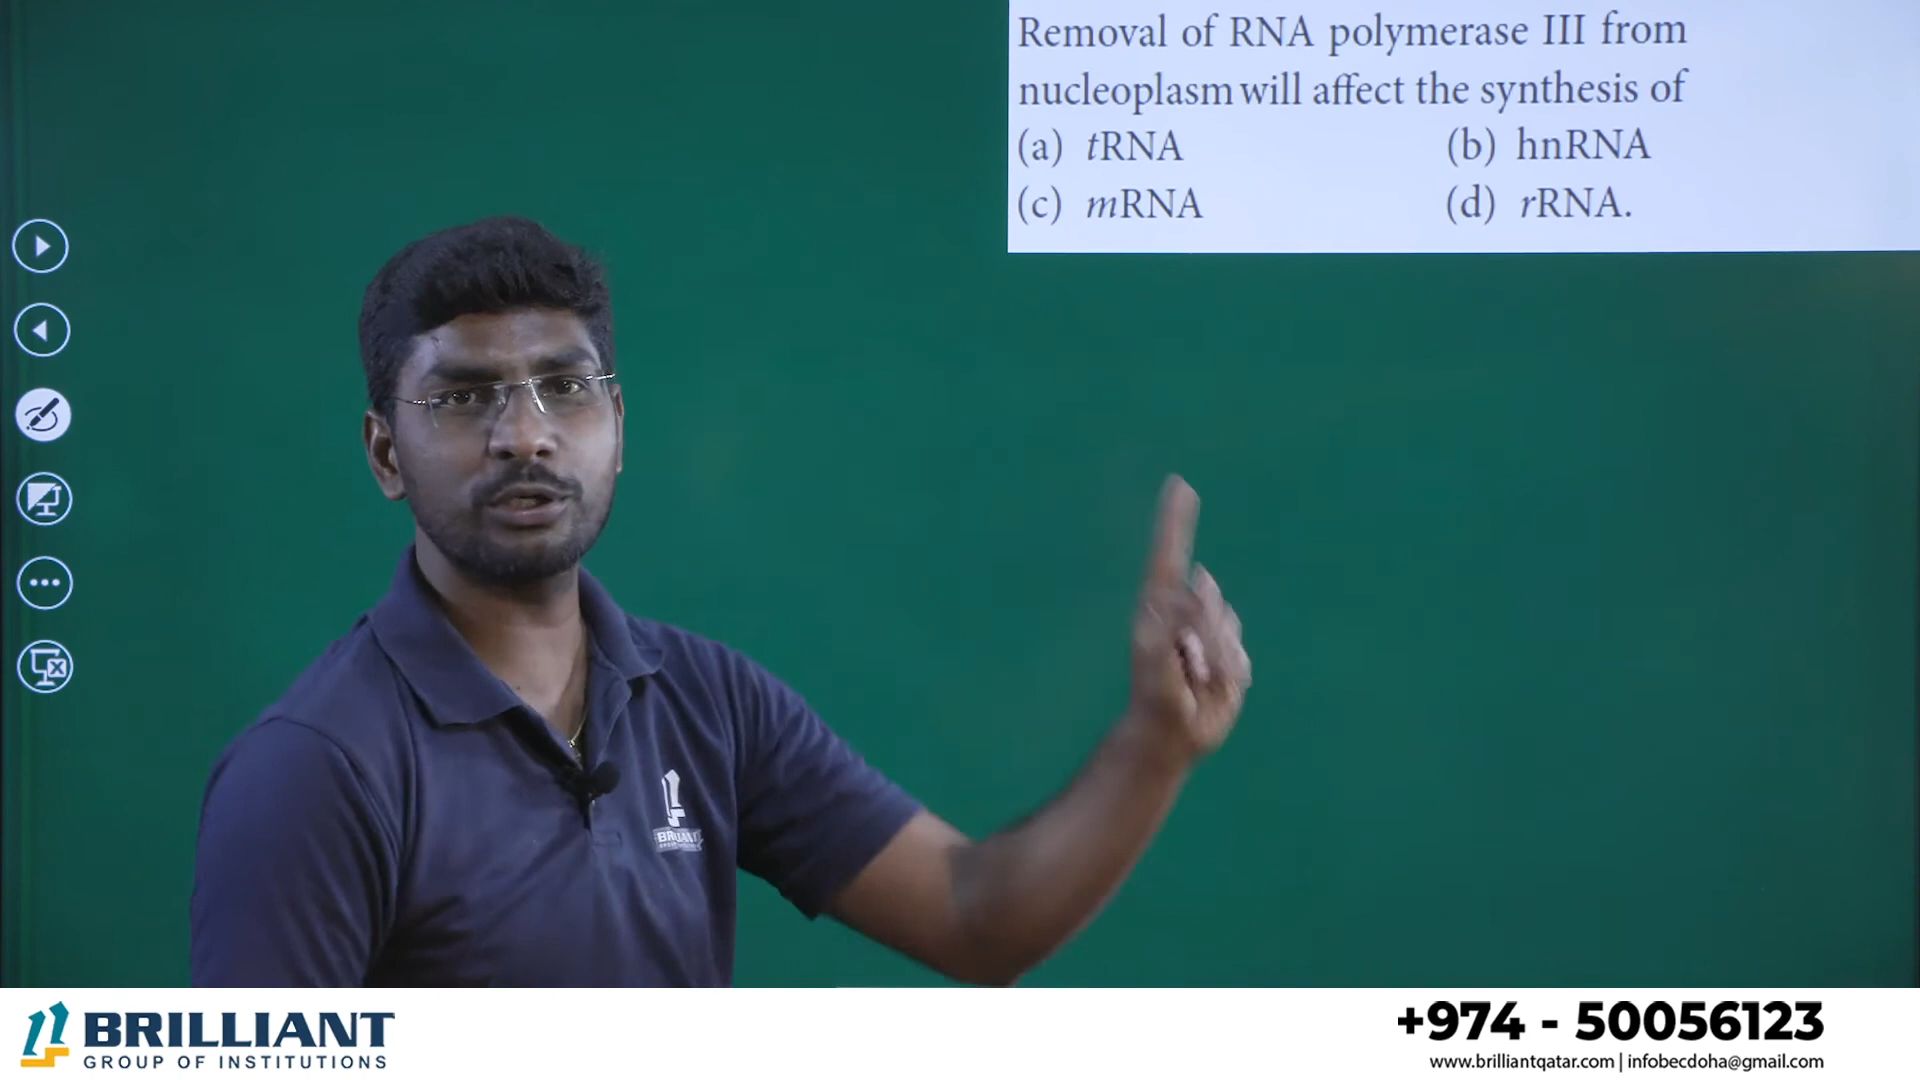 Removal of RNA polymerase III from
nucleoplasm will affect the synthesis of
(a) tRNA (b) hnRNA
(c) mRNA (d) rRNA.
BRILLIANT
BRILLIANT
GROUP OF INSTITUTIONS
+974 - 50056123
www.brilliantqatar.com | infobecdoha@gmail.com